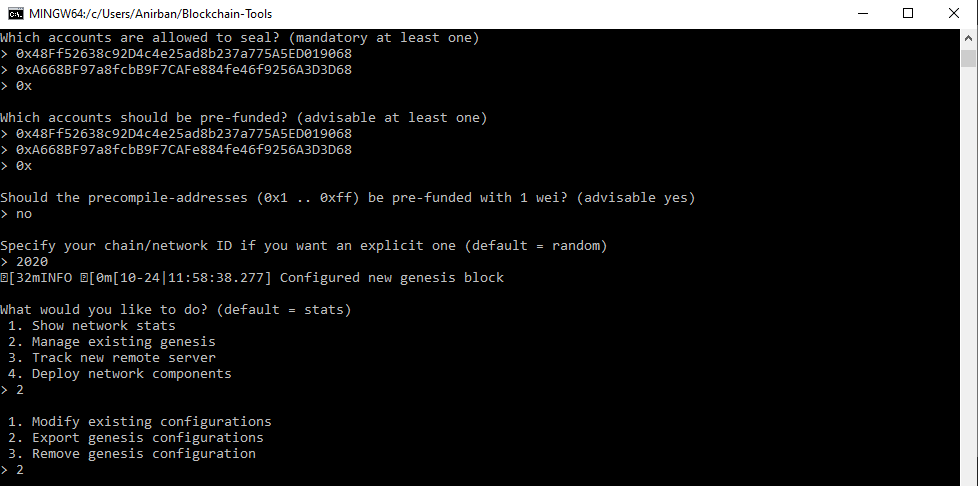 MINGW64:/c/Users/Anirban/Blockchain-Tools
Which accounts are allowed to seal? (mandatory at least one)
> 0x48Ff52638c92D4c4e25ad8b237a775A5ED019068
> 0xA668BF97a8fcbB9F7CAFe884fe46f9256A3D3D68
> 0x
Which accounts should be pre-funded? (advisable at least one)
> 0x48Ff52638c92D4c4e25ad8b237a775A5ED019068
> 0xA668BF97a8fcbB9F7CAFe884fe46f9256A3D3D68
> 0x
Should the precompile-addresses (0x1 .. 0xff) be pre-funded with 1 wei? (advisable yes)
> no
Specify your chain/network ID if you want an explicit one (default = random)
> 2020
[32mINFO [0m[10-24|11:58:38.277] Configured new genesis block
What would you like to do? (default = stats)
1. Show network stats
2. Manage existing genesis
3. Track new remote server
4. Deploy network components
> 2
1. Modify existing configurations
2. Export genesis configurations
3. Remove genesis configuration
> 2